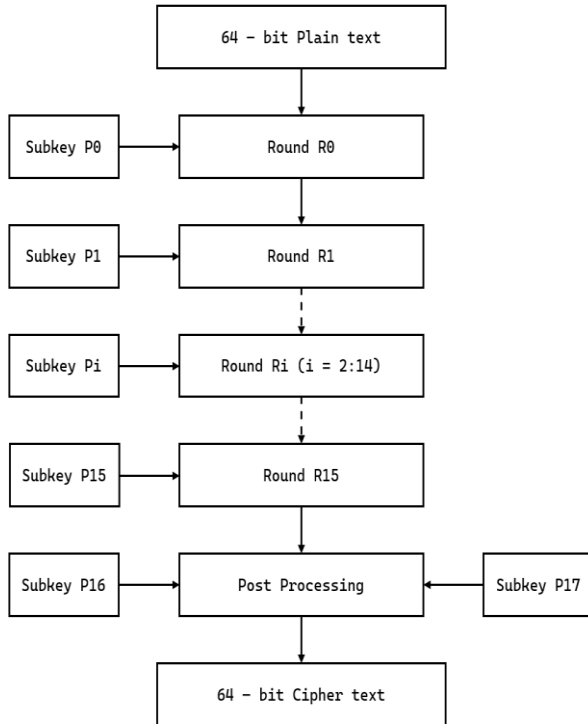 64 – bit Plain text
Subkey P0
Round R0
Subkey P1
Round R1
Subkey Pi
Round Ri (i = 2:14)
Subkey P15
Round R15
Subkey P16
Post Processing
Subkey P17
64 – bit Cipher text